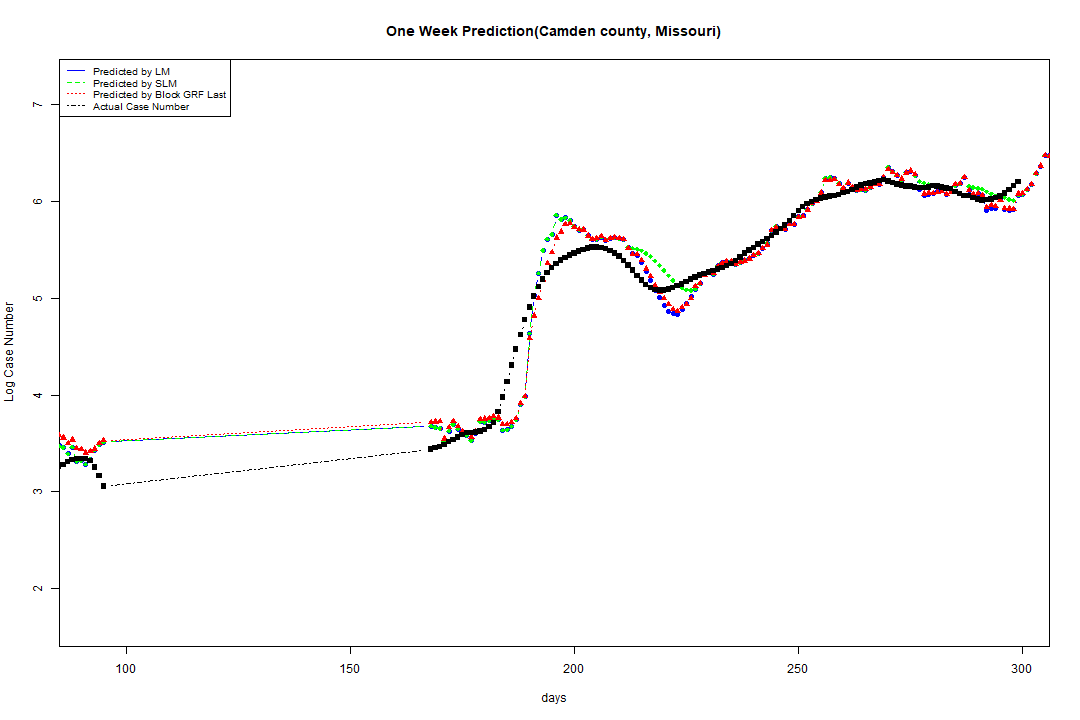 One Week Prediction(Camden county, Missouri)
Predicted by LM
Predicted by SLM
Predicted by Block GRF Last
Actual Case Number
7
6
5
4
3
2
Log Case Number
100 150 200 250 300
days